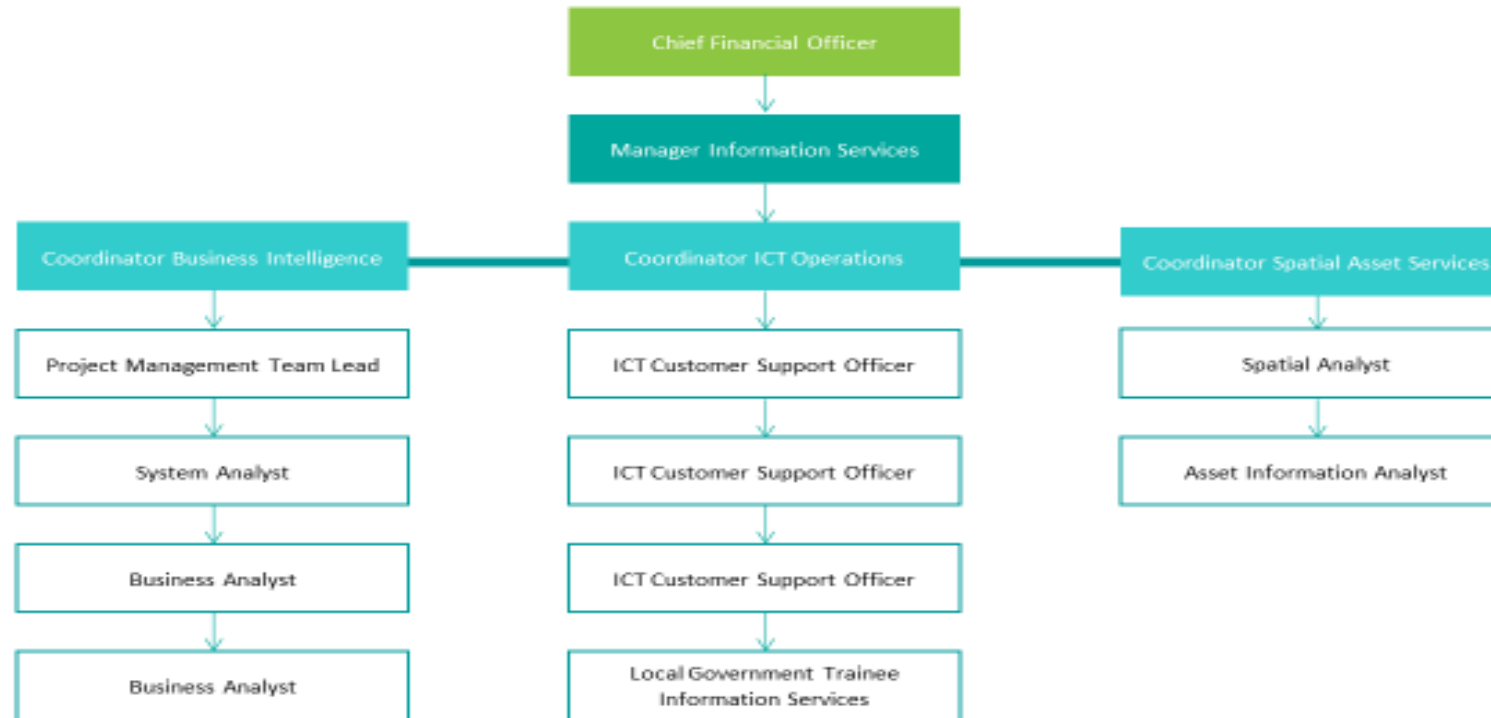 Chief Financial Officer
Manager Information Services
Coordinator Business Intelligence
Coordinator ICT Operations
Coordinator Spatial Asset Services
Project Management Team Lead
ICT Customer Support Officer
Spatial Analyst
System Analyst
ICT Customer Support Officer
Asset Information Analyst
Business Analyst
ICT Customer Support Officer
Business Analyst
Local Government Trainee
Information Services